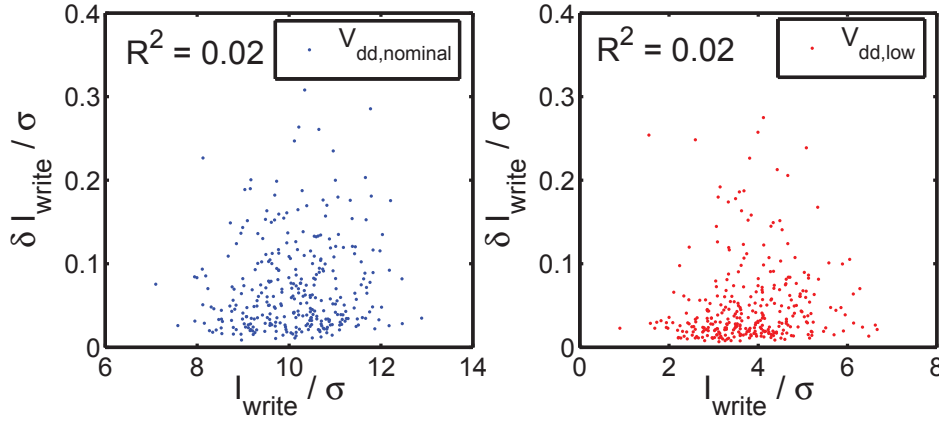 0.4
0.3
0.2
0.1
0
δ I_write / σ
R² = 0.02
V_dd,nominal
6
8
10
12
14
I_write / σ
0.4
0.3
0.2
0.1
0
δ I_write / σ
R² = 0.02
V_dd,low
0
2
4
6
8
I_write / σ